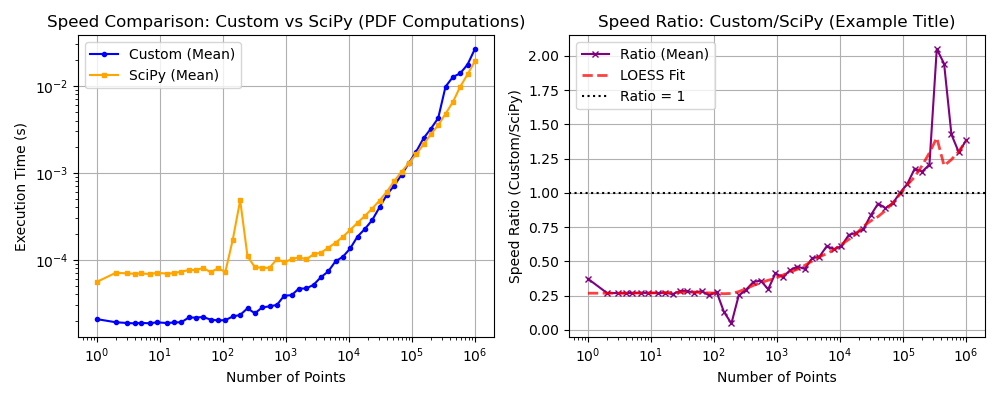 Speed Comparison: Custom vs SciPy (PDF Computations)
Custom (Mean)
SciPy (Mean)
Execution Time (s)
10⁻²
10⁻³
10⁻⁴
10⁰ 10¹ 10² 10³ 10⁴ 10⁵ 10⁶
Number of Points
Speed Ratio: Custom/SciPy (Example Title)
Ratio (Mean)
LOESS Fit
Ratio = 1
Speed Ratio (Custom/SciPy)
2.00
1.75
1.50
1.25
1.00
0.75
0.50
0.25
0.00
10⁰ 10¹ 10² 10³ 10⁴ 10⁵ 10⁶
Number of Points